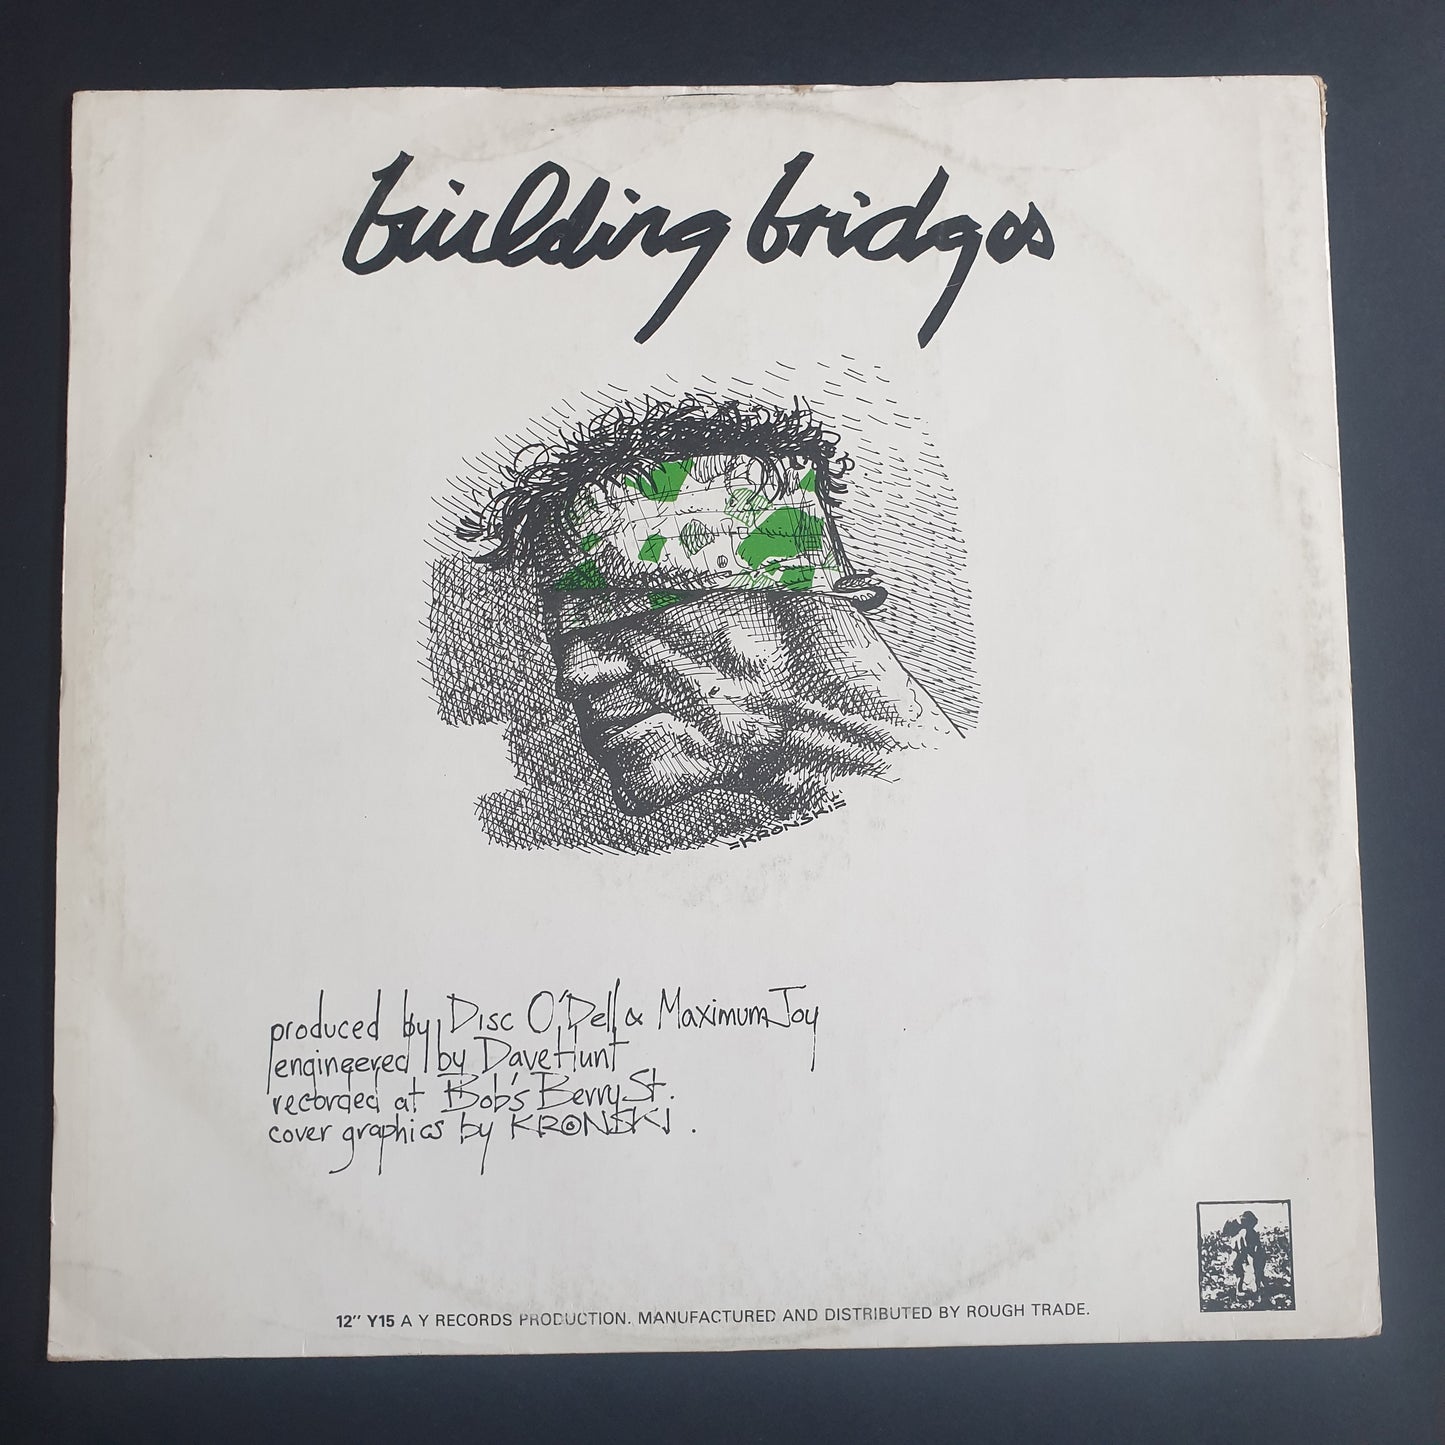 building bridges
=KRONSKI=
produced by Disc O'Dell & Maximum Joy
engineered by Dave Hunt
recorded at Bob's Berry St.
cover graphics by KRONSKI.
12" Y15 A Y RECORDS PRODUCTION. MANUFACTURED AND DISTRIBUTED BY ROUGH TRADE.